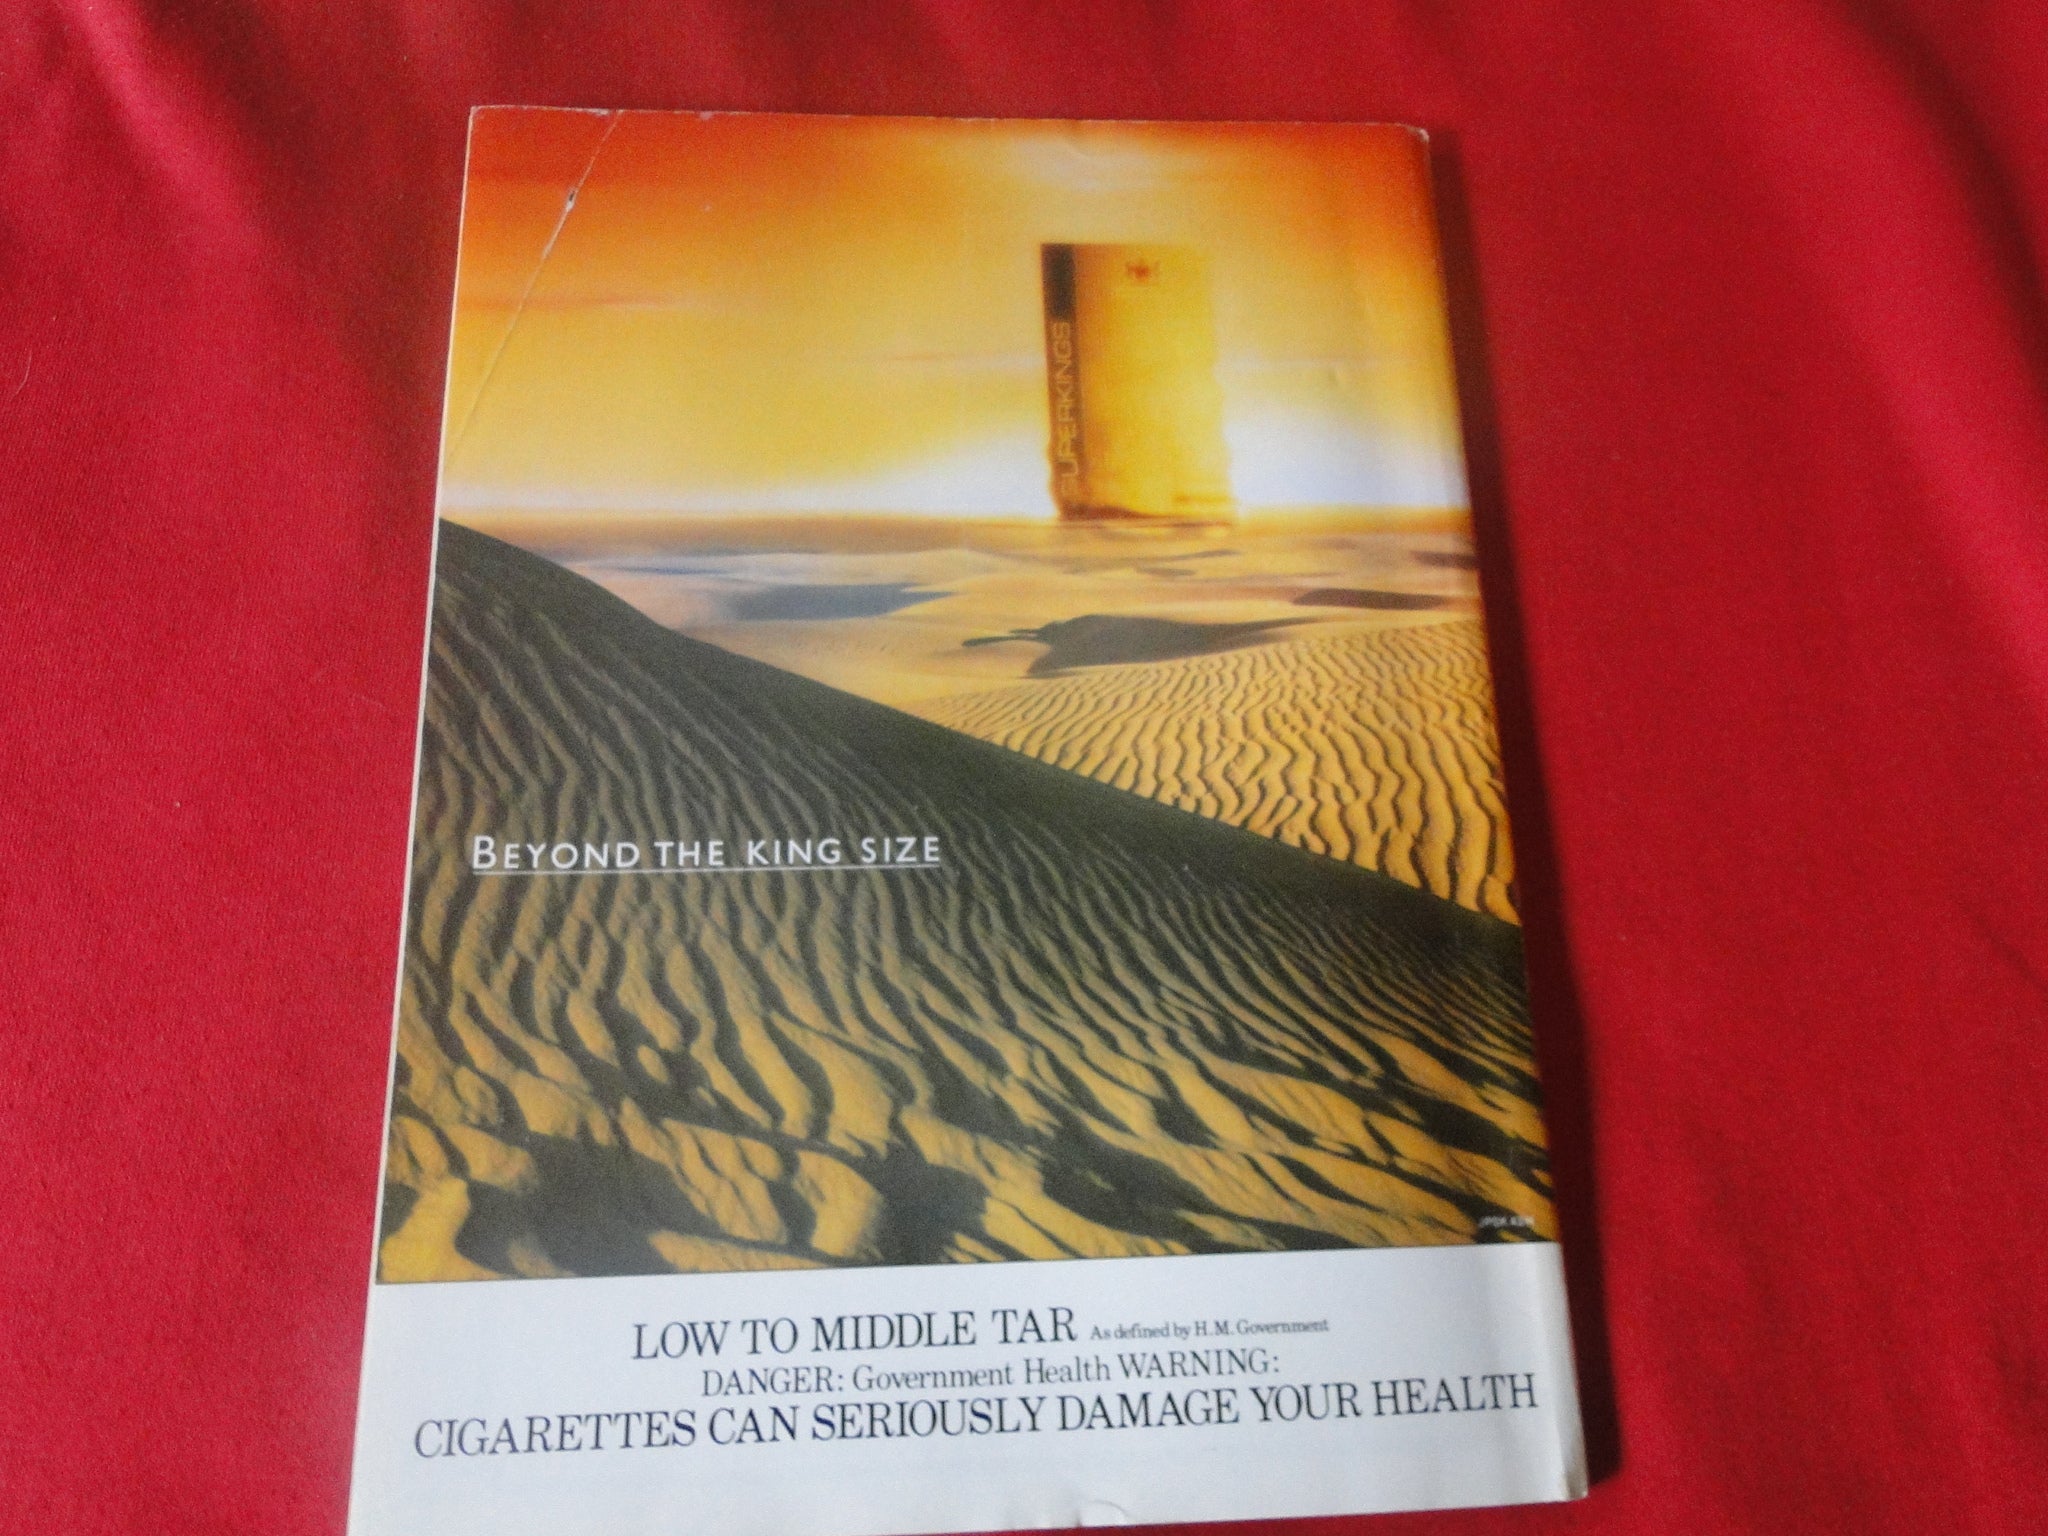 SUPERKINGS
BEYOND THE KING SIZE
LOW TO MIDDLE TAR As defined by H.M. Government
DANGER: Government Health WARNING:
CIGARETTES CAN SERIOUSLY DAMAGE YOUR HEALTH